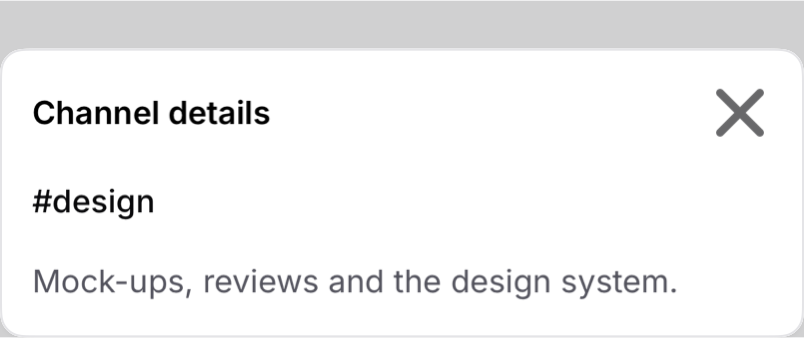 Channel details
#design
Mock-ups, reviews and the design system.